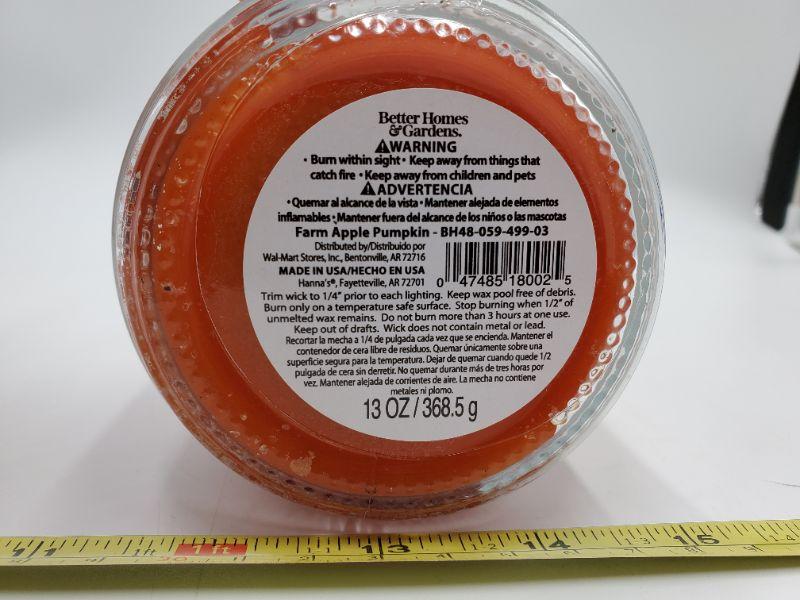 Better Homes
&Gardens.
⚠WARNING
• Burn within sight • Keep away from things that
catch fire • Keep away from children and pets
⚠ADVERTENCIA
• Quemar al alcance de la vista • Mantener alejada de elementos
inflamables • Mantener fuera del alcance de los niños o las mascotas
Farm Apple Pumpkin - BH48-059-499-03
Distributed by/Distribuido por
Wal-Mart Stores, Inc., Bentonville, AR 72716
MADE IN USA/HECHO EN USA
Hanna's®, Fayetteville, AR 72701
0 47485 18002 5
Trim wick to 1/4" prior to each lighting. Keep wax pool free of debris.
Burn only on a temperature safe surface. Stop burning when 1/2" of
unmelted wax remains. Do not burn more than 3 hours at one use.
Keep out of drafts. Wick does not contain metal or lead.
Recortar la mecha a 1/4 de pulgada cada vez que se encienda. Mantener el
contenedor de cera libre de residuos. Quemar únicamente sobre una
superficie segura para la temperatura. Dejar de quemar cuando quede 1/2
pulgada de cera sin derretir. No quemar durante más de tres horas por
vez. Mantener alejada de corrientes de aire. La mecha no contiene
metales ni plomo.
13 OZ / 368.5 g
11 1ft 1 ft 13 14 15